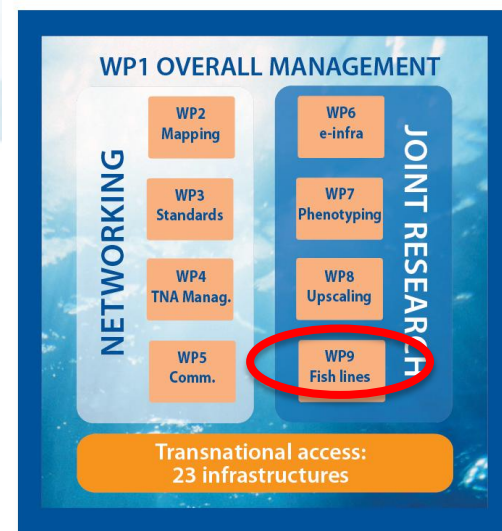 WP1 OVERALL MANAGEMENT
NETWORKING
WP2
Mapping
WP3
Standards
WP4
TNA Manag.
WP5
Comm.
WP6
e-infra
WP7
Phenotyping
WP8
Upscaling
WP9
Fish lines
JOINT RESEARCH
Transnational access:
23 infrastructures